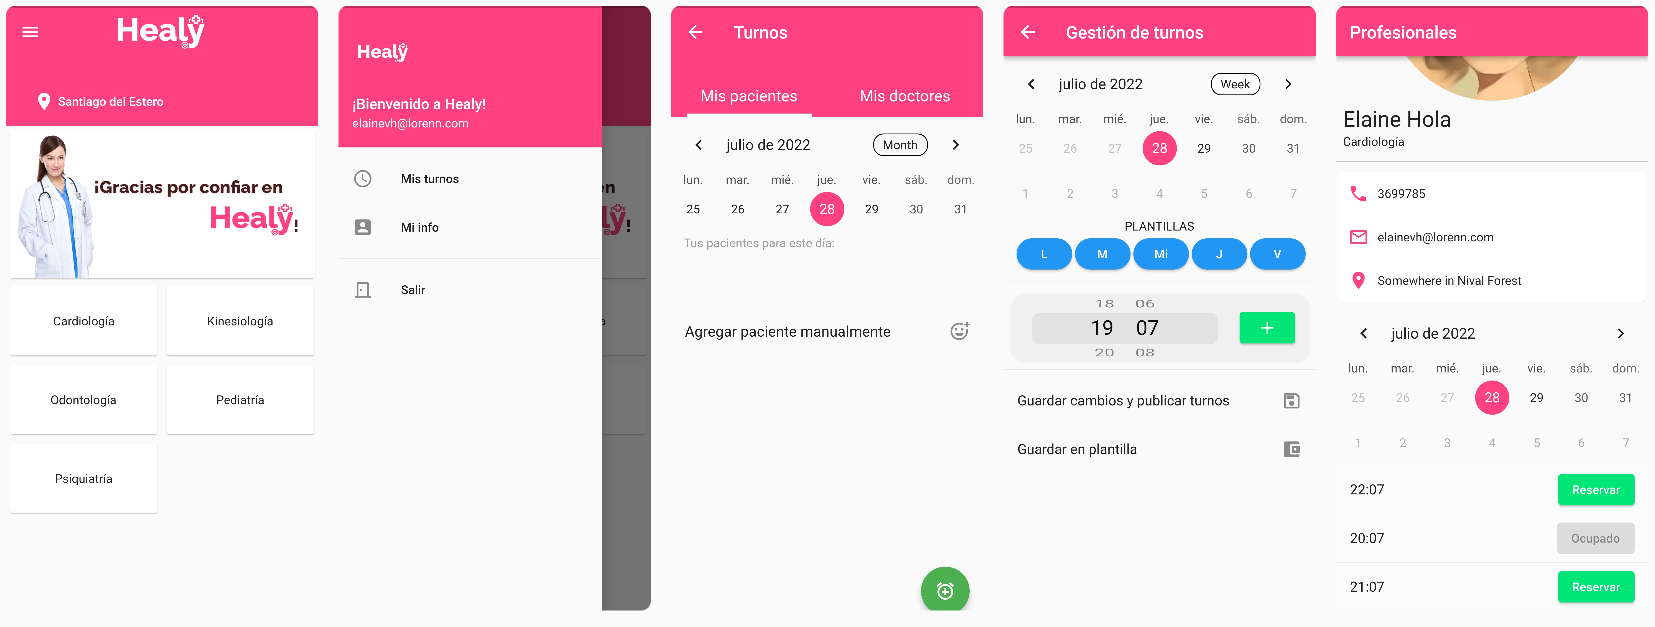 Healy
Santiago del Estero
¡Gracias por confiar en
Healy!
Cardiología
Kinesiología
Odontología
Pediatría
Psiquiatría
Healy
¡Bienvenido a Healy!
elainevh@lorenn.com
Mis turnos
Mi info
Salir
n
y!
a
Turnos
Mis pacientes
Mis doctores
julio de 2022
Month
lun. mar. mié. jue. vie. sáb. dom.
25 26 27 28 29 30 31
Tus pacientes para este día:
Agregar paciente manualmente
Gestión de turnos
julio de 2022
Week
lun. mar. mié. jue. vie. sáb. dom.
25 26 27 28 29 30 31
1 2 3 4 5 6 7
PLANTILLAS
L M Mi J V
18 06
19 07
20 08
+
Guardar cambios y publicar turnos
Guardar en plantilla
Profesionales
Elaine Hola
Cardiología
3699785
elainevh@lorenn.com
Somewhere in Nival Forest
julio de 2022
lun. mar. mié. jue. vie. sáb. dom.
25 26 27 28 29 30 31
1 2 3 4 5 6 7
22:07 Reservar
20:07 Ocupado
21:07 Reservar